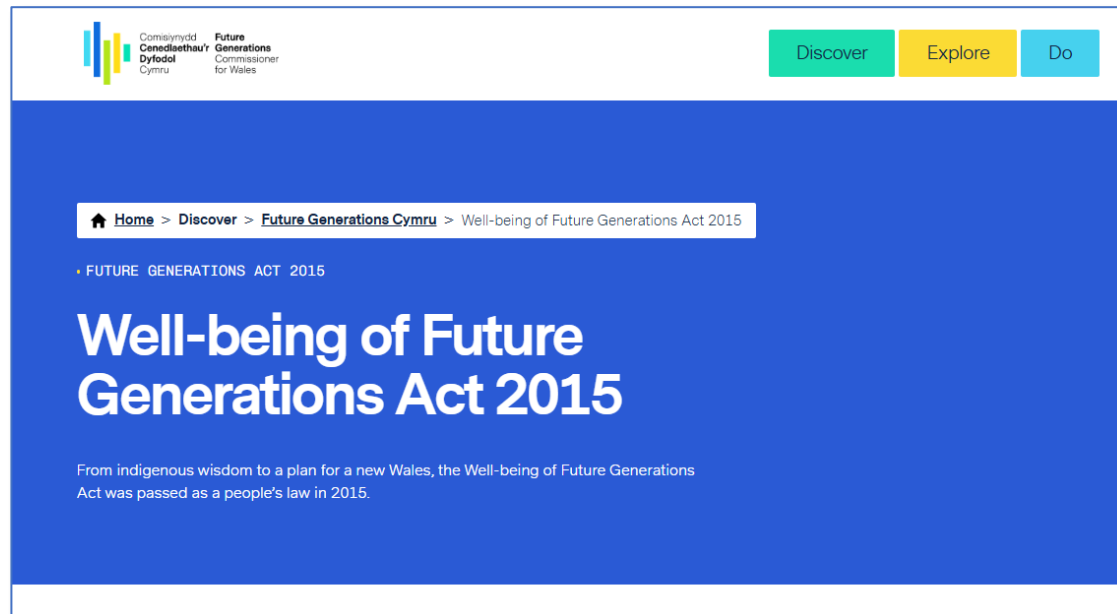 Comisiynydd
Cenedlaethau'r
Dyfodol
Cymru
Future
Generations
Commissioner
for Wales
Discover
Explore
Do
Home > Discover > Future Generations Cymru > Well-being of Future Generations Act 2015
FUTURE GENERATIONS ACT 2015
Well-being of Future
Generations Act 2015
From indigenous wisdom to a plan for a new Wales, the Well-being of Future Generations
Act was passed as a people's law in 2015.